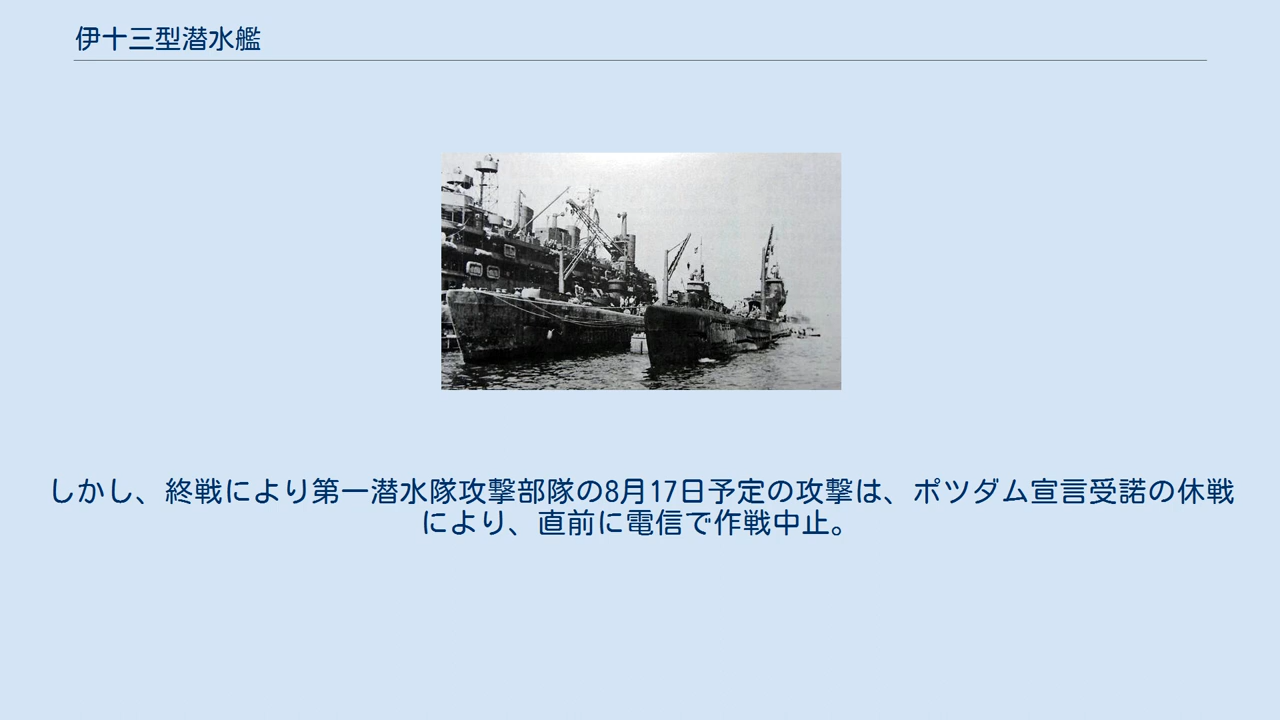 伊十三型潜水艦
しかし、終戦により第一潜水隊攻撃部隊の8月17日予定の攻撃は、ポツダム宣言受諾の休戦
により、直前に電信で作戦中止。